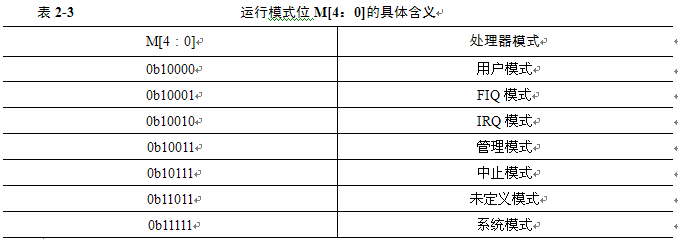 表 2-3 运行模式位 M[4：0]的具体含义
M[4：0] 处理器模式
0b10000 用户模式
0b10001 FIQ 模式
0b10010 IRQ 模式
0b10011 管理模式
0b10111 中止模式
0b11011 未定义模式
0b11111 系统模式